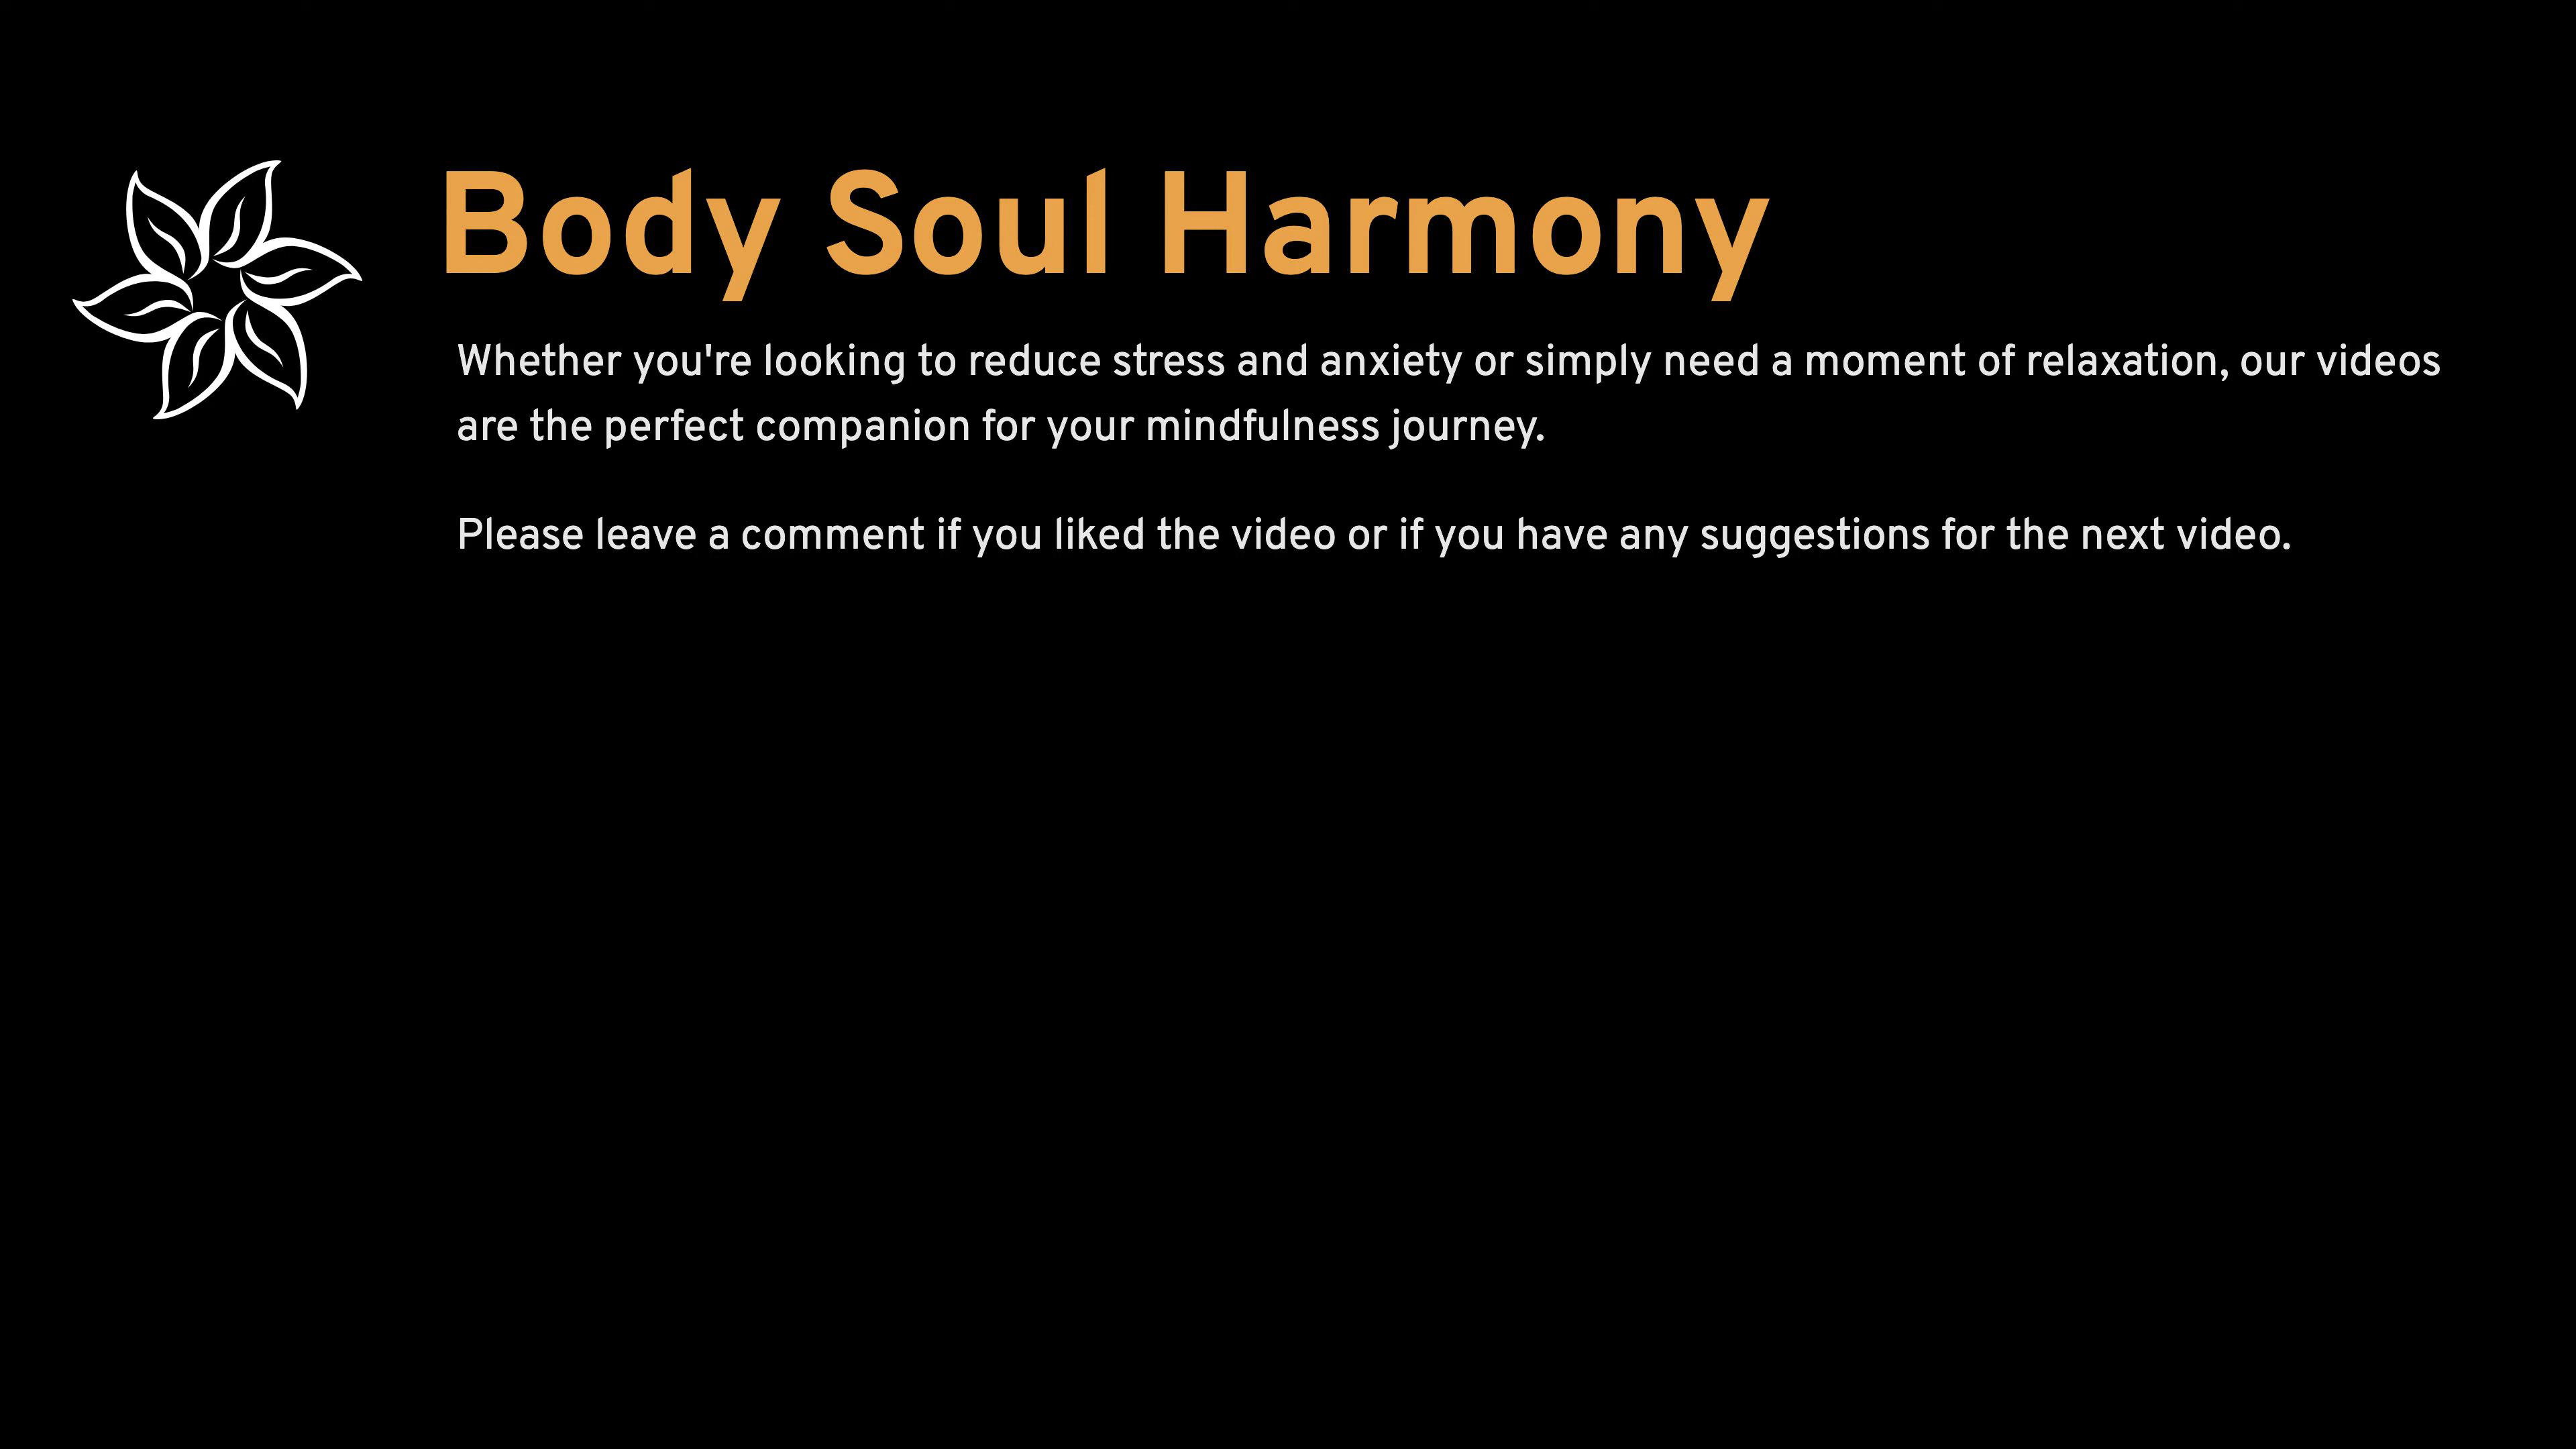 Body Soul Harmony
Whether you're looking to reduce stress and anxiety or simply need a moment of relaxation, our videos
are the perfect companion for your mindfulness journey.
Please leave a comment if you liked the video or if you have any suggestions for the next video.